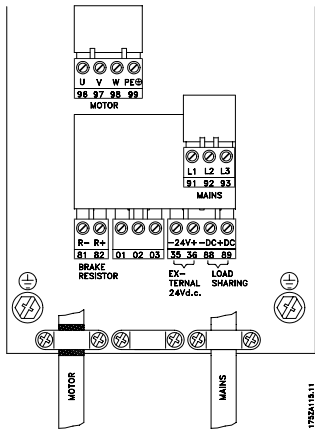 U V W PE
96 97 98 99
MOTOR
L1 L2 L3
91 92 93
MAINS
R- R+ -24V+ -DC+DC
81 82 01 02 03 35 36 88 89
BRAKE
RESISTOR
EX-
TERNAL
24Vd.c.
LOAD
SHARING
MOTOR
MAINS
175ZA113.11